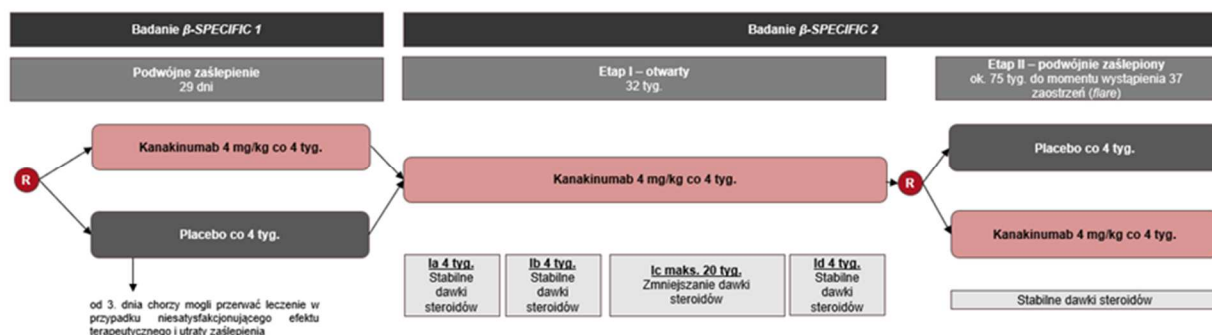 Badanie β-SPECIFIC 1
Badanie β-SPECIFIC 2
Podwójne zaślepienie
29 dni
Etap I – otwarty
32 tyg.
Etap II – podwójnie zaślepiony
ok. 75 tyg. do momentu wystąpienia 37
zaostrzeń (flare)
R
Kanakinumab 4 mg/kg co 4 tyg.
Placebo co 4 tyg.
Kanakinumab 4 mg/kg co 4 tyg.
R
Placebo co 4 tyg.
Kanakinumab 4 mg/kg co 4 tyg.
Ia 4 tyg.
Stabilne
dawki
steroidów
Ib 4 tyg.
Stabilne
dawki
steroidów
Ic maks. 20 tyg.
Zmniejszanie dawki
steroidów
Id 4 tyg.
Stabilne
dawki
steroidów
Stabilne dawki steroidów
od 3. dnia chorzy mogli przerwać leczenie w
przypadku niesatysfakcjonującego efektu
terapeutycznego i utraty zaślepienia